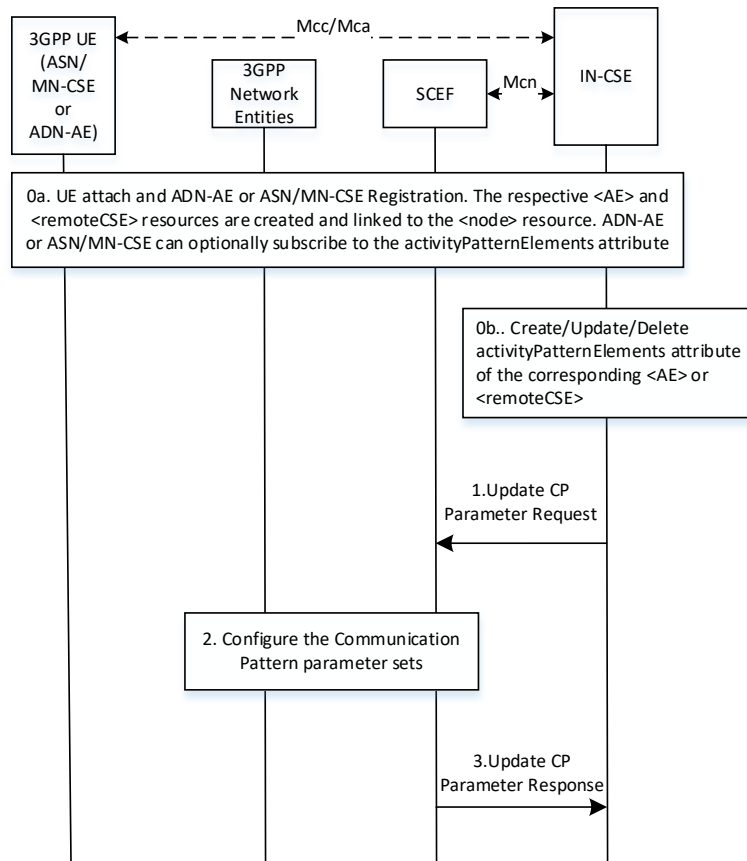 Mcc/Mca
3GPP UE
(ASN/
MN-CSE
or
ADN-AE)
3GPP
Network
Entities
SCEF
Mcn
IN-CSE
0a. UE attach and ADN-AE or ASN/MN-CSE Registration. The respective <AE> and
<remoteCSE> resources are created and linked to the <node> resource. ADN-AE
or ASN/MN-CSE can optionally subscribe to the activityPatternElements attribute
0b.. Create/Update/Delete
activityPatternElements attribute
of the corresponding <AE> or
<remoteCSE>
1.Update CP
Parameter Request
2. Configure the Communication
Pattern parameter sets
3.Update CP
Parameter Response